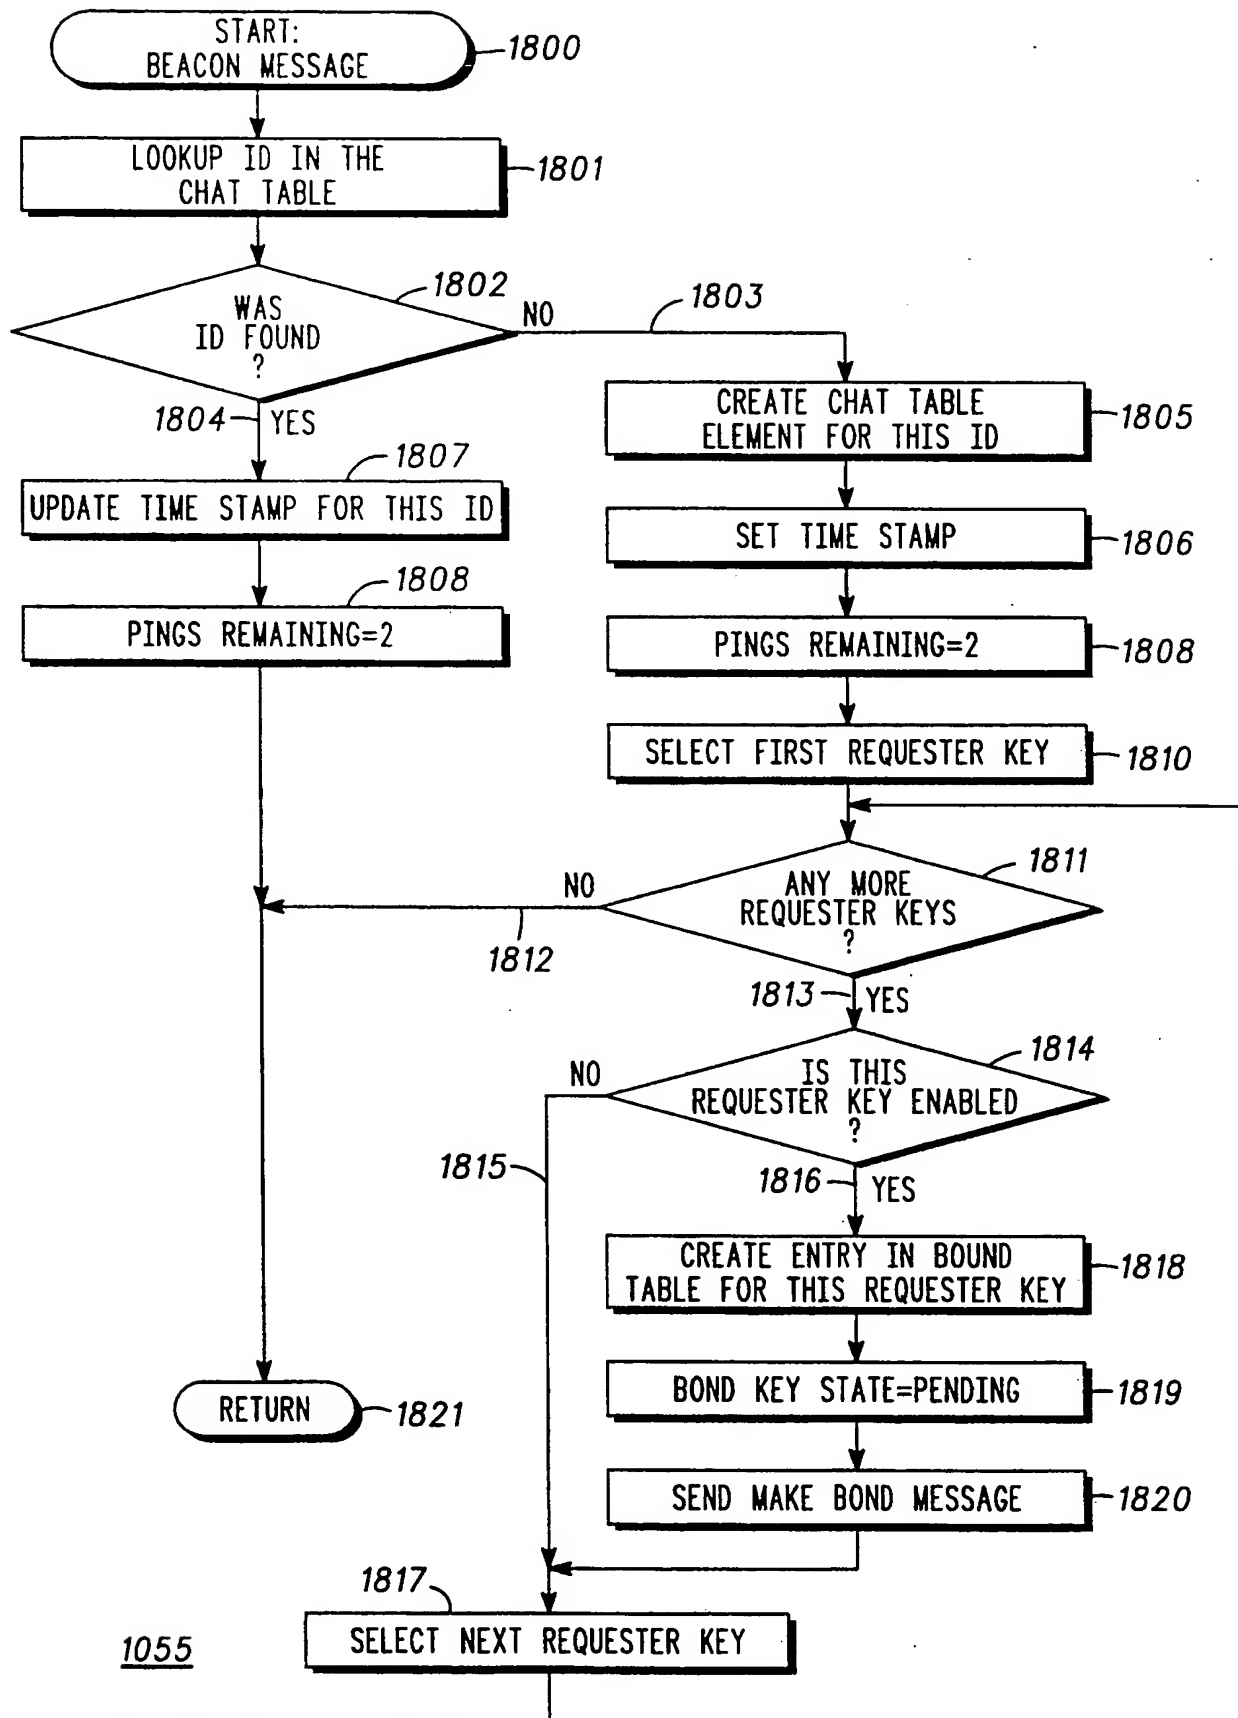 START:
BEACON MESSAGE
1800
LOOKUP ID IN THE
CHAT TABLE
1801
WAS
ID FOUND
?
1802
NO
1803
1804
YES
CREATE CHAT TABLE
ELEMENT FOR THIS ID
1805
1807
UPDATE TIME STAMP FOR THIS ID
SET TIME STAMP
1806
1808
PINGS REMAINING=2
PINGS REMAINING=2
1808
SELECT FIRST REQUESTER KEY
1810
ANY MORE
REQUESTER KEYS
?
1811
NO
1812
1813
YES
IS THIS
REQUESTER KEY ENABLED
?
1814
NO
1815
1816
YES
CREATE ENTRY IN BOUND
TABLE FOR THIS REQUESTER KEY
1818
BOND KEY STATE=PENDING
1819
RETURN
1821
SEND MAKE BOND MESSAGE
1820
1817
SELECT NEXT REQUESTER KEY
1055